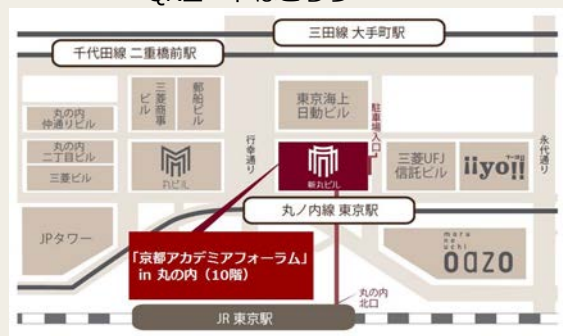 三田線 大手町駅
千代田線 二重橋前駅
三菱商事
ビル
郵船ビル
東京海上
日動ビル
駐車場入口
丸の内
仲通りビル
行幸通り
永代通り
丸の内
二丁目ビル
三菱ビル
丸ビル
新丸ビル
三菱UFJ
信託ビル
iiyo!!
丸ノ内線 東京駅
JPタワー
「京都アカデミアフォーラム」
in 丸の内（10階）
maru
no
uchi
oazo
丸の内
北口
JR 東京駅